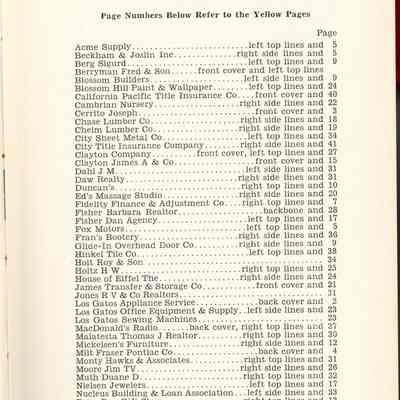 Page Numbers Below Refer to the Yellow Pages
Page
Acme Supply......................left top lines and 5
Beckham & Joslin Inc................right side lines and 5
Berg Sigurd......................left top lines and 9
Berryman Fred & Son......front cover and left top lines
Blossom Builders..................left side lines and 9
Blossom Hill Paint & Wallpaper.......left top lines and 24
California Pacific Title Insurance Co....front cover and 40
Cambrian Nursery.................right side lines and 22
Cerrito Joseph......................front cover and 3
Chase Lumber Co................right side lines and 18
Cheim Lumber Co................right side lines and 19
City Sheet Metal Co................left top lines and 34
City Title Insurance Company.......right side lines and 41
Clayton Company..........front cover, left top lines and 27
Clayton James A & Co...............front cover and 15
Dahl J M........................left side lines and 31
Daw Realty.....................right side lines and 31
Duncan's.......................right top lines and 10
Ed's Massage Studio..............right side lines and 20
Fidelity Finance & Adjustment Co....right top lines and 7
Fisher Barbara Realtor.................backbone and 28
Fisher Dan Agency.................left top lines and 17
Fox Motors......................left top lines and 5
Fran's Bootery..................right side lines and 36
Glide-In Overhead Door Co.........right side lines and 9
Hinkel Tile Co....................left top lines and 38
Holt Roy & Son.............................. 34
Holtz H W......................right top lines and 25
House of Eiffel The...............right side lines and 24
James Transfer & Storage Co...........front cover and 21
Jones R V & Co Realtors......................... 31
Los Gatos Appliance Service............back cover and 2
Los Gatos Office Equipment & Supply..left side lines and 23
Los Gatos Sewing Machines...................... 25
MacDonald's Radio......back cover, right top lines and 27
Malatesta Thomas J Realtor.........right top lines and 30
Mickelsen's Furniture..............right side lines and 12
Milt Fraser Pontiac Co................back cover and 4
Monty Hawks & Associates..........right top lines and 31
Moore Jim TV...................right side lines and 26
Muth Duane D...................right top lines and 32
Nielsen Jewelers..................left top lines and 17
Nucleus Building & Loan Association....left side lines and 33